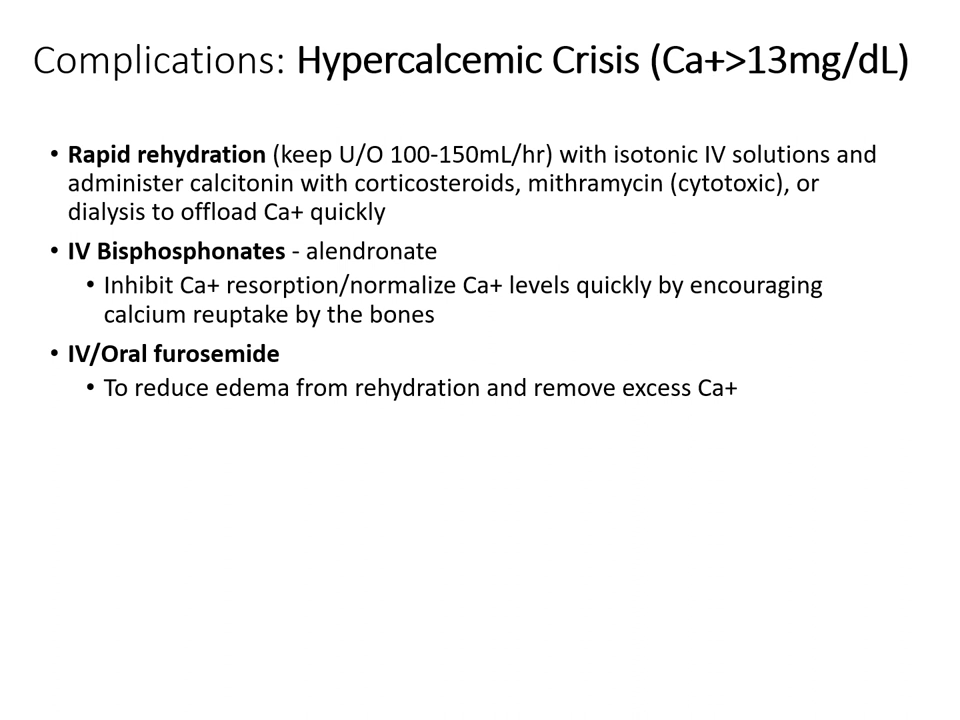 Complications: Hypercalcemic Crisis (Ca+>13mg/dL)
• Rapid rehydration (keep U/O 100-150mL/hr) with isotonic IV solutions and
administer calcitonin with corticosteroids, mithramycin (cytotoxic), or
dialysis to offload Ca+ quickly
• IV Bisphosphonates - alendronate
• Inhibit Ca+ resorption/normalize Ca+ levels quickly by encouraging
calcium reuptake by the bones
• IV/Oral furosemide
• To reduce edema from rehydration and remove excess Ca+